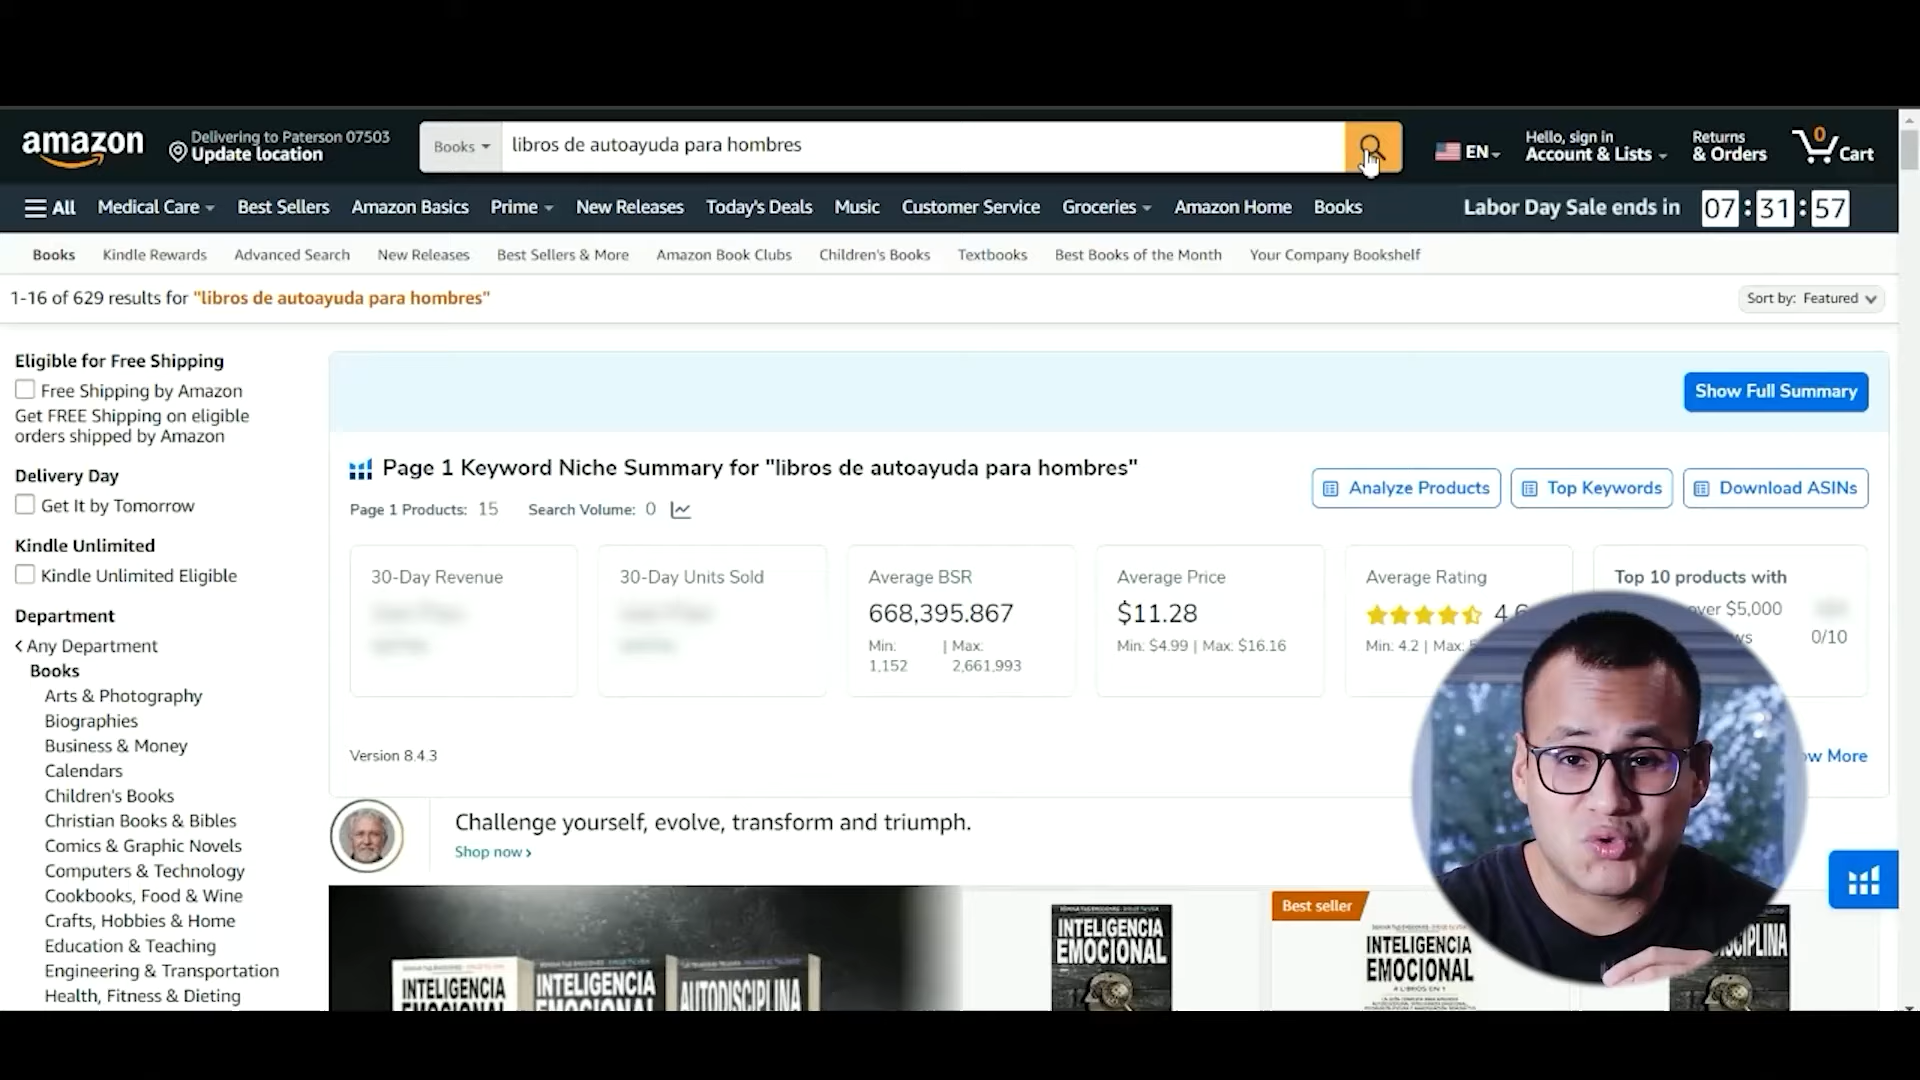 amazon
Delivering to Paterson 07503
Update location
Books
libros de autoayuda para hombres
EN
Hello, sign in
Account & Lists
Returns
& Orders
0
Cart
All
Medical Care
Best Sellers
Amazon Basics
Prime
New Releases
Today's Deals
Music
Customer Service
Groceries
Amazon Home
Books
Labor Day Sale ends in 07:31:57
Books
Kindle Rewards
Advanced Search
New Releases
Best Sellers & More
Amazon Book Clubs
Children's Books
Textbooks
Best Books of the Month
Your Company Bookshelf
1-16 of 629 results for "libros de autoayuda para hombres"
Sort by: Featured
Eligible for Free Shipping
Free Shipping by Amazon
Get FREE Shipping on eligible
orders shipped by Amazon
Delivery Day
Get It by Tomorrow
Kindle Unlimited
Kindle Unlimited Eligible
Department
Any Department
Books
Arts & Photography
Biographies
Business & Money
Calendars
Children's Books
Christian Books & Bibles
Comics & Graphic Novels
Computers & Technology
Cookbooks, Food & Wine
Crafts, Hobbies & Home
Education & Teaching
Engineering & Transportation
Health, Fitness & Dieting
Show Full Summary
Page 1 Keyword Niche Summary for "libros de autoayuda para hombres"
Page 1 Products: 15
Search Volume: 0
Analyze Products
Top Keywords
Download ASINs
30-Day Revenue
30-Day Units Sold
Average BSR
668,395.867
Min: | Max:
1,152 2,661,993
Average Price
$11.28
Min: $4.99 | Max: $16.16
Average Rating
Min: 4.2 | Max:
Top 10 products with
$5,000
0/10
Version 8.4.3
More
Challenge yourself, evolve, transform and triumph.
Shop now
INTELIGENCIA
EMOCIONAL
INTELIGENCIA
EMOCIONAL
AUTODISCIPLINA
INTELIGENCIA
EMOCIONAL
Best seller
INTELIGENCIA
EMOCIONAL
4 LIBROS EN 1